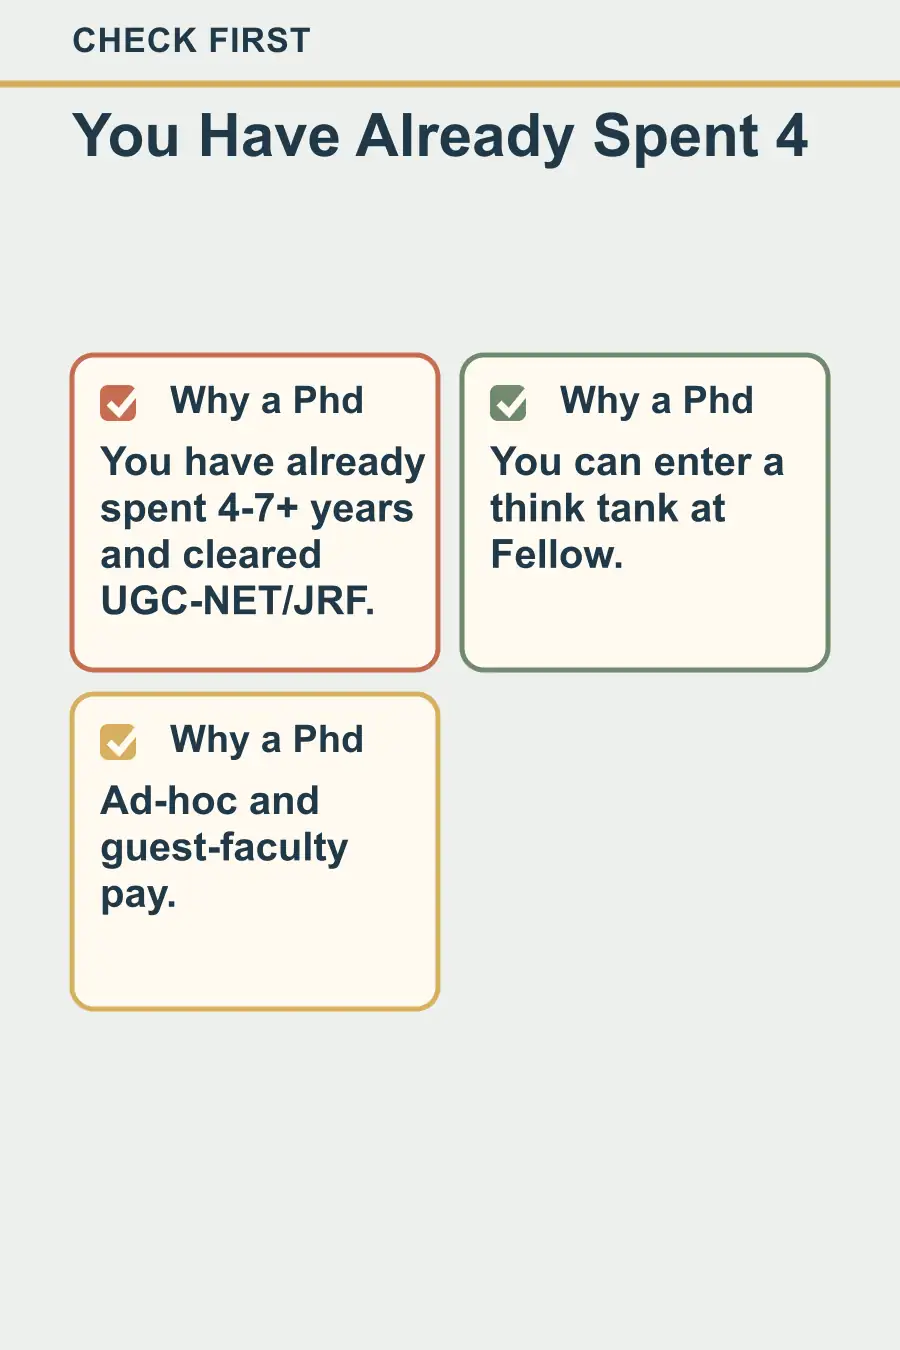 CHECK FIRST
You Have Already Spent 4
Why a Phd
You have already
spent 4-7+ years
and cleared
UGC-NET/JRF.
Why a Phd
You can enter a
think tank at
Fellow.
Why a Phd
Ad-hoc and
guest-faculty
pay.